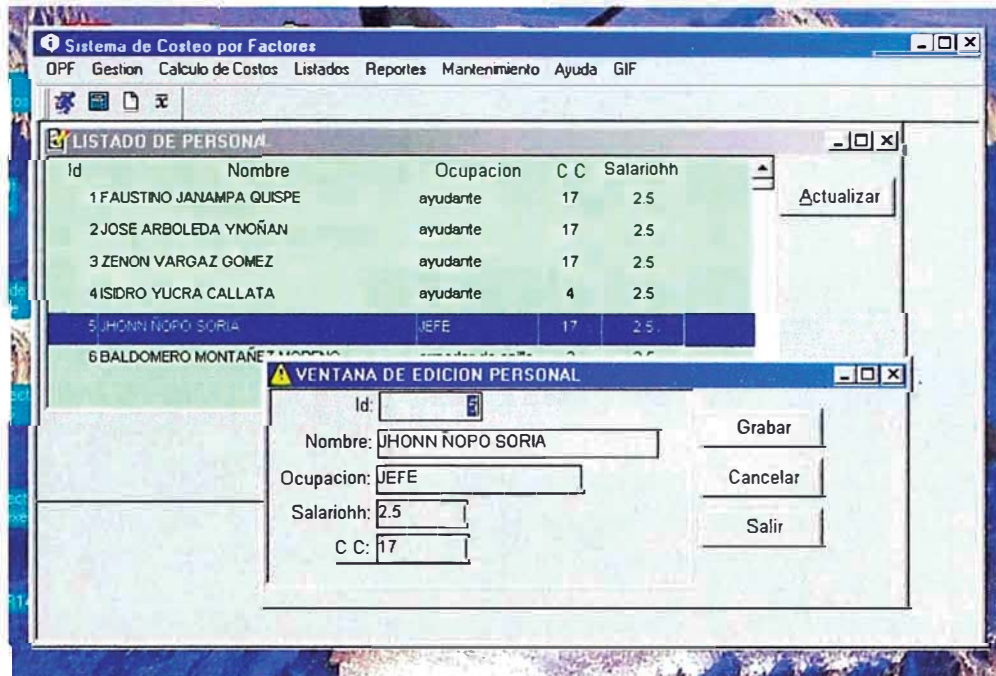 Sistema de Costeo por Factores
OPF Gestion Calculo de Costos Listados Reportes Mantenimiento Ayuda GIF
LISTADO DE PERSONAL
Id Nombre Ocupacion C C Salariohh
Actualizar
1 FAUSTINO JANAMPA QUISPE ayudante 17 2.5
2 JOSE ARBOLEDA YNOÑAN ayudante 17 2.5
3 ZENON VARGAZ GOMEZ ayudante 17 2.5
4 ISIDRO YUCRA CALLATA ayudante 4 2.5
5 JHONN ÑOPO SORIA JEFE 17 2.5
6 BALDOMERO MONTAÑEZ MORENO
VENTANA DE EDICION PERSONAL
Id: 5
Nombre: JHONN ÑOPO SORIA
Ocupacion: JEFE
Salariohh: 2.5
C C: 17
Grabar
Cancelar
Salir